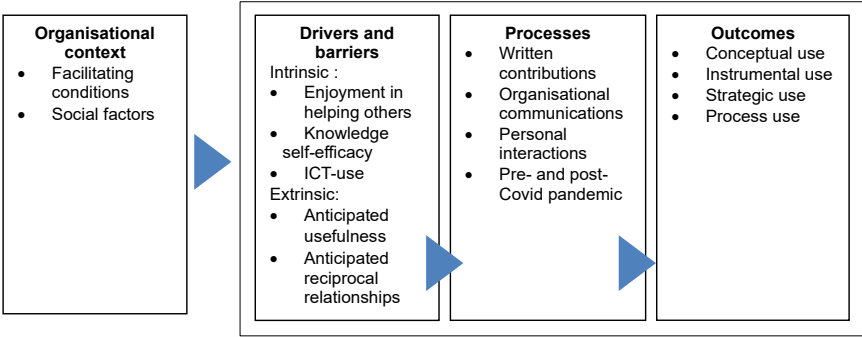 Organisational
context
• Facilitating
conditions
• Social factors
Drivers and
barriers
Intrinsic :
• Enjoyment in
helping others
• Knowledge
self-efficacy
• ICT-use
Extrinsic:
• Anticipated
usefulness
• Anticipated
reciprocal
relationships
Processes
• Written
contributions
• Organisational
communications
• Personal
interactions
• Pre- and post-
Covid pandemic
Outcomes
• Conceptual use
• Instrumental use
• Strategic use
• Process use